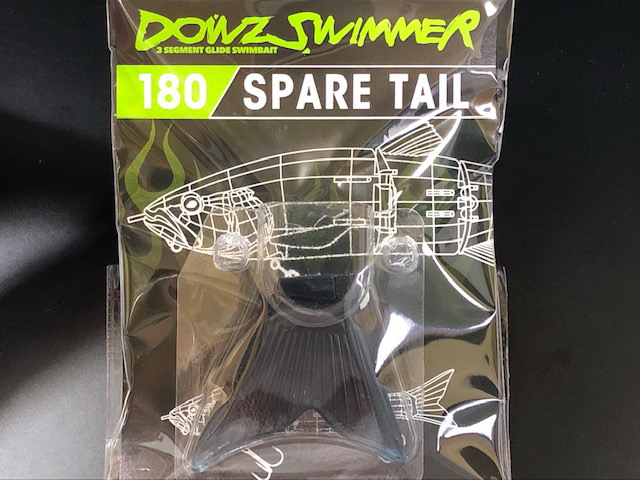 DOWZ SWIMMER
3 SEGMENT GLIDE SWIMBAIT
180 SPARE TAIL